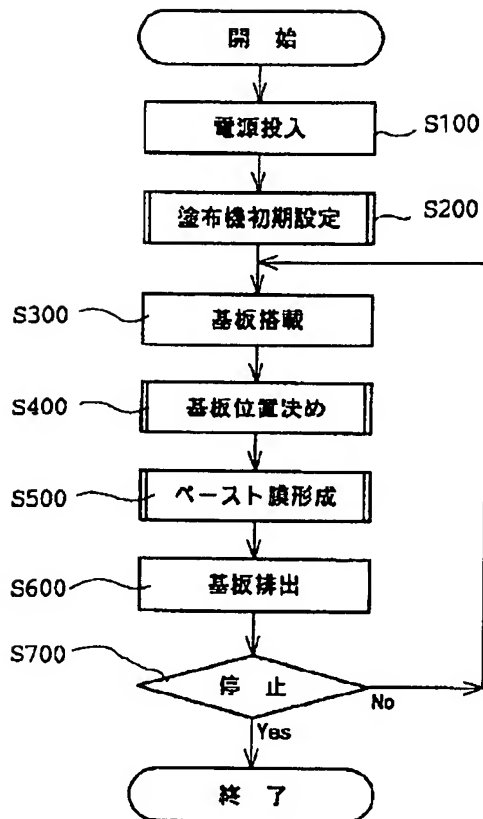 開 始
電源投入
S100
塗布機初期設定
S200
S300
基板搭載
S400
基板位置決め
S500
ペースト膜形成
S600
基板排出
S700
停 止
No
Yes
終 了